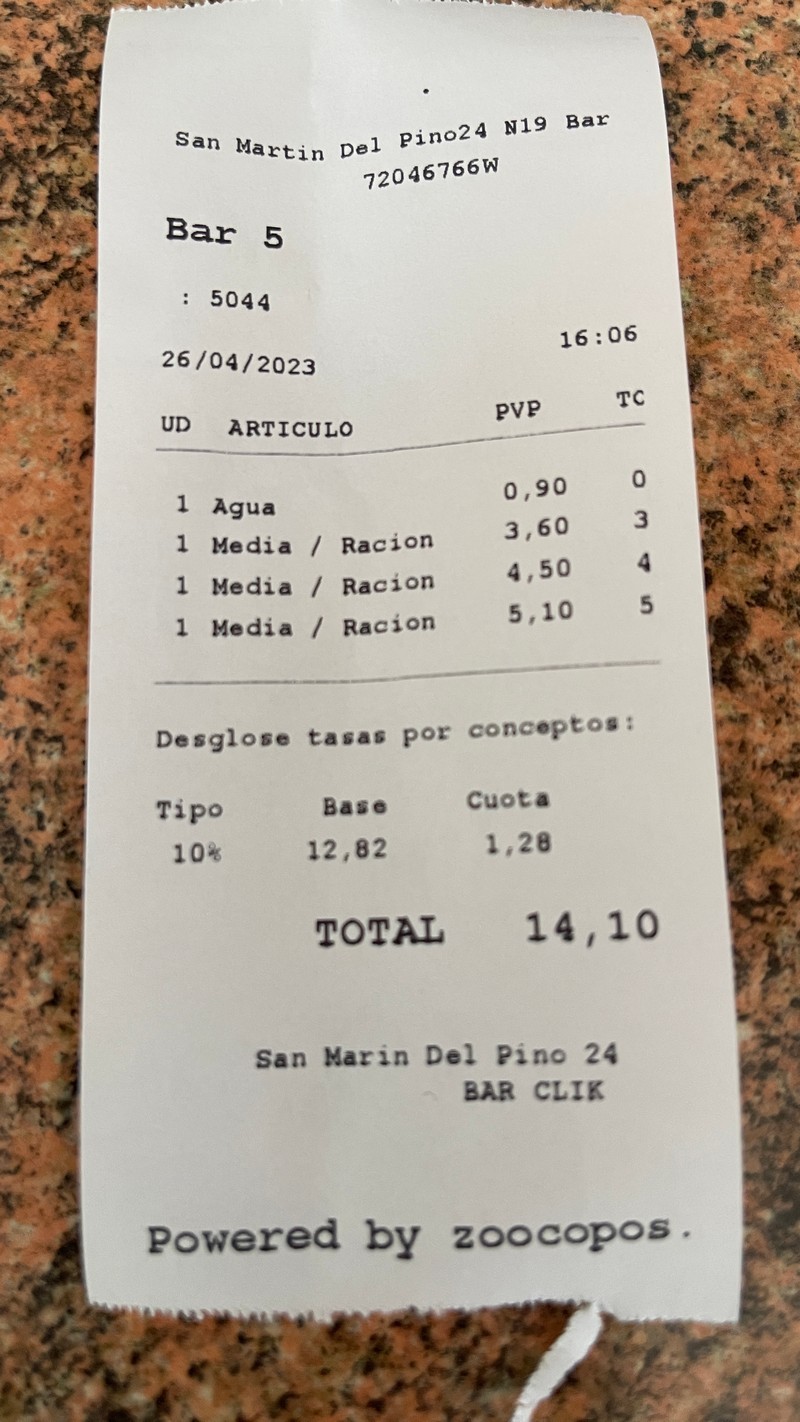 San Martin Del Pino24 N19 Bar
72046766W
Bar 5
: 5044
26/04/2023 16:06
UD ARTICULO PVP TC
1 Agua 0,90 0
1 Media / Racion 3,60 3
1 Media / Racion 4,50 4
1 Media / Racion 5,10 5
Desglose tasas por conceptos:
Tipo Base Cuota
10% 12,82 1,28
TOTAL 14,10
San Marin Del Pino 24
BAR CLIK
Powered by zoocopos.